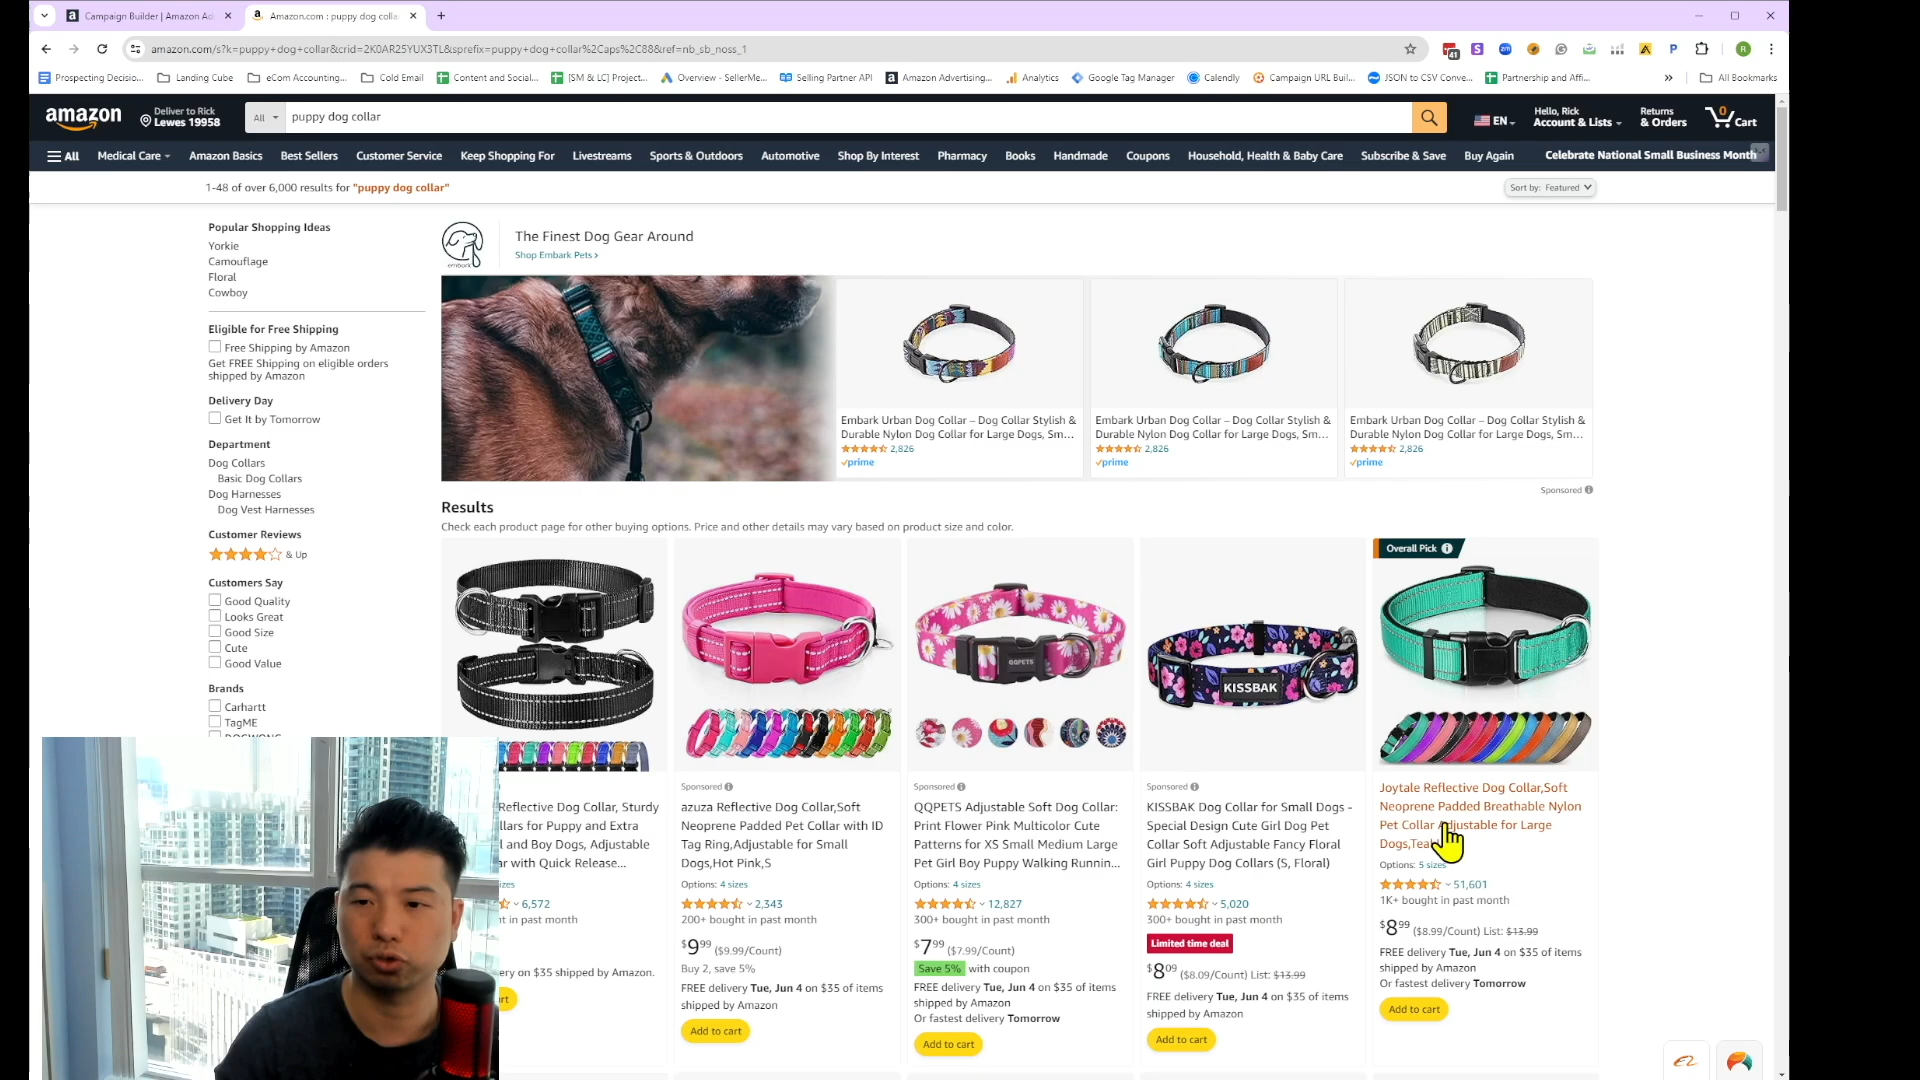 Campaign Builder | Amazon Ad
Amazon.com : puppy dog colla
amazon.com/s?k=puppy+dog+collar&crid=2K0AR25YUX3TL&sprefix=puppy+dog+collar%2Caps%2C88&ref=nb_sb_noss_1
41
R
Prospecting Decisio...
Landing Cube
eCom Accounting...
Cold Email
Content and Social...
[SM & LC] Project...
Overview - SellerMe...
Selling Partner API
Amazon Advertising...
Analytics
Google Tag Manager
Calendly
Campaign URL Buil...
JSON to CSV Conve...
Partnership and Affi...
All Bookmarks
amazon
Deliver to Rick
Lewes 19958
All
puppy dog collar
EN
Hello, Rick
Account & Lists
Returns
& Orders
0
Cart
All
Medical Care
Amazon Basics
Best Sellers
Customer Service
Keep Shopping For
Livestreams
Sports & Outdoors
Automotive
Shop By Interest
Pharmacy
Books
Handmade
Coupons
Household, Health & Baby Care
Subscribe & Save
Buy Again
Celebrate National Small Business Month
1-48 of over 6,000 results for "puppy dog collar"
Sort by: Featured
Popular Shopping Ideas
Yorkie
Camouflage
Floral
Cowboy
Eligible for Free Shipping
Free Shipping by Amazon
Get FREE Shipping on eligible orders
shipped by Amazon
Delivery Day
Get It by Tomorrow
Department
Dog Collars
Basic Dog Collars
Dog Harnesses
Dog Vest Harnesses
Customer Reviews
& Up
Customers Say
Good Quality
Looks Great
Good Size
Cute
Good Value
Brands
Carhartt
TagME
embark
The Finest Dog Gear Around
Shop Embark Pets ›
Embark Urban Dog Collar – Dog Collar Stylish &
Durable Nylon Dog Collar for Large Dogs, Sm...
2,826
prime
Embark Urban Dog Collar – Dog Collar Stylish &
Durable Nylon Dog Collar for Large Dogs, Sm...
2,826
prime
Embark Urban Dog Collar – Dog Collar Stylish &
Durable Nylon Dog Collar for Large Dogs, Sm...
2,826
prime
Sponsored
Results
Check each product page for other buying options. Price and other details may vary based on product size and color.
Reflective Dog Collar, Sturdy
llars for Puppy and Extra
l and Boy Dogs, Adjustable
ar with Quick Release...
izes
6,572
t in past month
ery on $35 shipped by Amazon.
rt
Sponsored
azuza Reflective Dog Collar,Soft
Neoprene Padded Pet Collar with ID
Tag Ring,Adjustable for Small
Dogs,Hot Pink,S
Options: 4 sizes
2,343
200+ bought in past month
$9 99 ($9.99/Count)
Buy 2, save 5%
FREE delivery Tue, Jun 4 on $35 of items
shipped by Amazon
Add to cart
QQPETS
Sponsored
QQPETS Adjustable Soft Dog Collar:
Print Flower Pink Multicolor Cute
Patterns for XS Small Medium Large
Pet Girl Boy Puppy Walking Runnin...
Options: 4 sizes
12,827
300+ bought in past month
$7 99 ($7.99/Count)
Save 5% with coupon
FREE delivery Tue, Jun 4 on $35 of items
shipped by Amazon
Or fastest delivery Tomorrow
Add to cart
KISSBAK
Sponsored
KISSBAK Dog Collar for Small Dogs -
Special Design Cute Girl Dog Pet
Collar Soft Adjustable Fancy Floral
Girl Puppy Dog Collars (S, Floral)
Options: 4 sizes
5,020
300+ bought in past month
Limited time deal
$8 09 ($8.09/Count) List: $13.99
FREE delivery Tue, Jun 4 on $35 of items
shipped by Amazon
Add to cart
Overall Pick
Joytale Reflective Dog Collar,Soft
Neoprene Padded Breathable Nylon
Pet Collar Adjustable for Large
Dogs,Teal
Options: 5 sizes
51,601
1K+ bought in past month
$8 99 ($8.99/Count) List: $13.99
FREE delivery Tue, Jun 4 on $35 of items
shipped by Amazon
Or fastest delivery Tomorrow
Add to cart